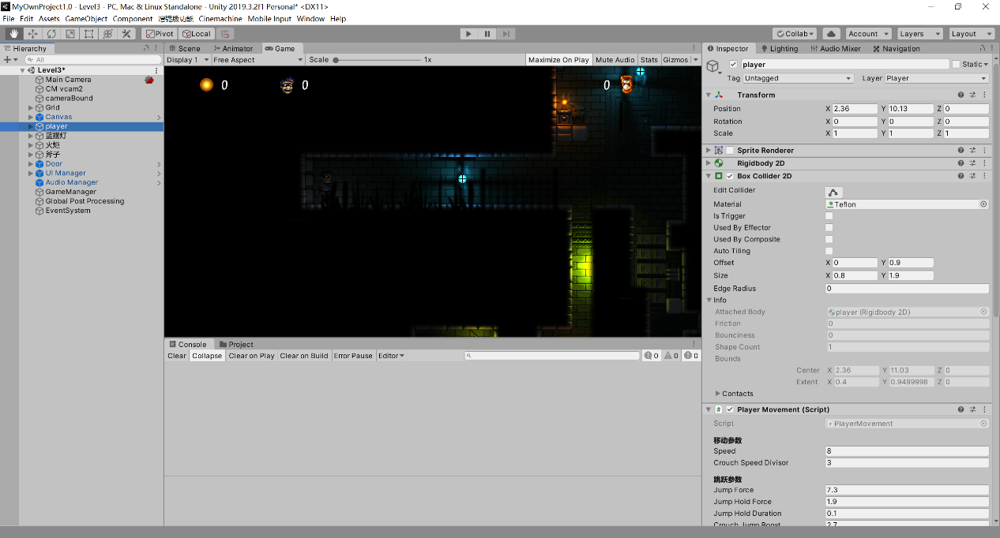 MyOwnProject1.0 - Level3 - PC, Mac & Linux Standalone - Unity 2019.3.2f1 Personal* <DX11>
File Edit Assets GameObject Component 增强版功能 Cinemachine Mobile Input Window Help
Pivot Local Collab Account Layers Layout
Hierarchy
All
Level3*
Main Camera
CM vcam2
cameraBound
Grid
Canvas
player
蓝摆灯
火炬
斧子
Door
UI Manager
Audio Manager
GameManager
Global Post Processing
EventSystem
Scene Animator Game
Display 1 Free Aspect Scale 1x Maximize On Play Mute Audio Stats Gizmos
0 0 0
Console Project
Clear Collapse Clear on Play Clear on Build Error Pause Editor 0 0 0
Inspector Lighting Audio Mixer Navigation
player Static
Tag Untagged Layer Player
Transform
Position X 2.36 Y 10.13 Z 0
Rotation X 0 Y 0 Z 0
Scale X 1 Y 1 Z 1
Sprite Renderer
Rigidbody 2D
Box Collider 2D
Edit Collider
Material Teflon
Is Trigger
Used By Effector
Used By Composite
Auto Tiling
Offset X 0 Y 0.9
Size X 0.8 Y 1.9
Edge Radius 0
Info
Attached Body player (Rigidbody 2D)
Friction 0
Bounciness 0
Shape Count 1
Bounds
Center X 2.36 Y 11.03 Z 0
Extent X 0.4 Y 0.9499998 Z 0
Contacts
# Player Movement (Script)
Script PlayerMovement
移动参数
Speed 8
Crouch Speed Divisor 3
跳跃参数
Jump Force 7.3
Jump Hold Force 1.9
Jump Hold Duration 0.1
Crouch Jump Boost 2.7